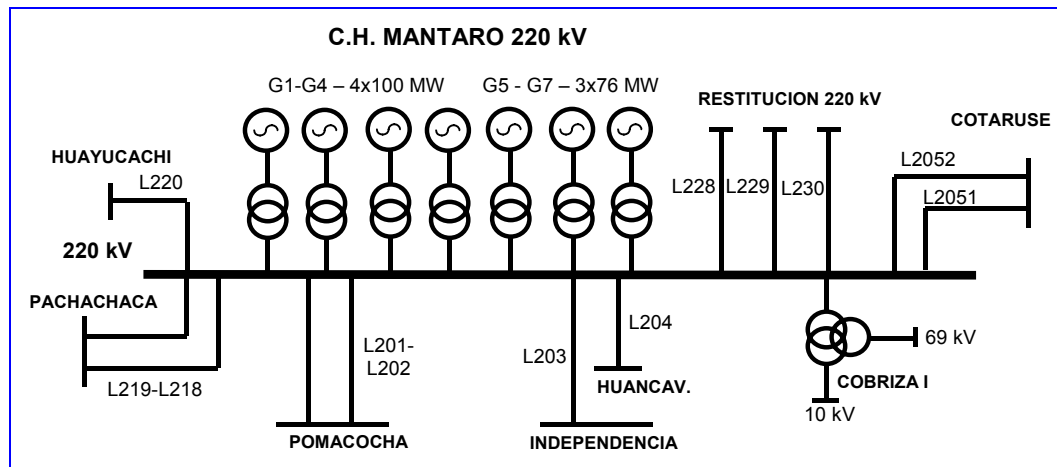 C.H. MANTARO 220 kV
G1-G4 – 4x100 MW
G5 - G7 – 3x76 MW
RESTITUCION 220 kV
COTARUSE
HUAYUCACHI
L220
L228
L229
L230
L2052
L2051
220 kV
PACHACHACA
L219-L218
L201-
L202
L203
L204
HUANCAV.
69 kV
COBRIZA I
10 kV
POMACOCHA
INDEPENDENCIA